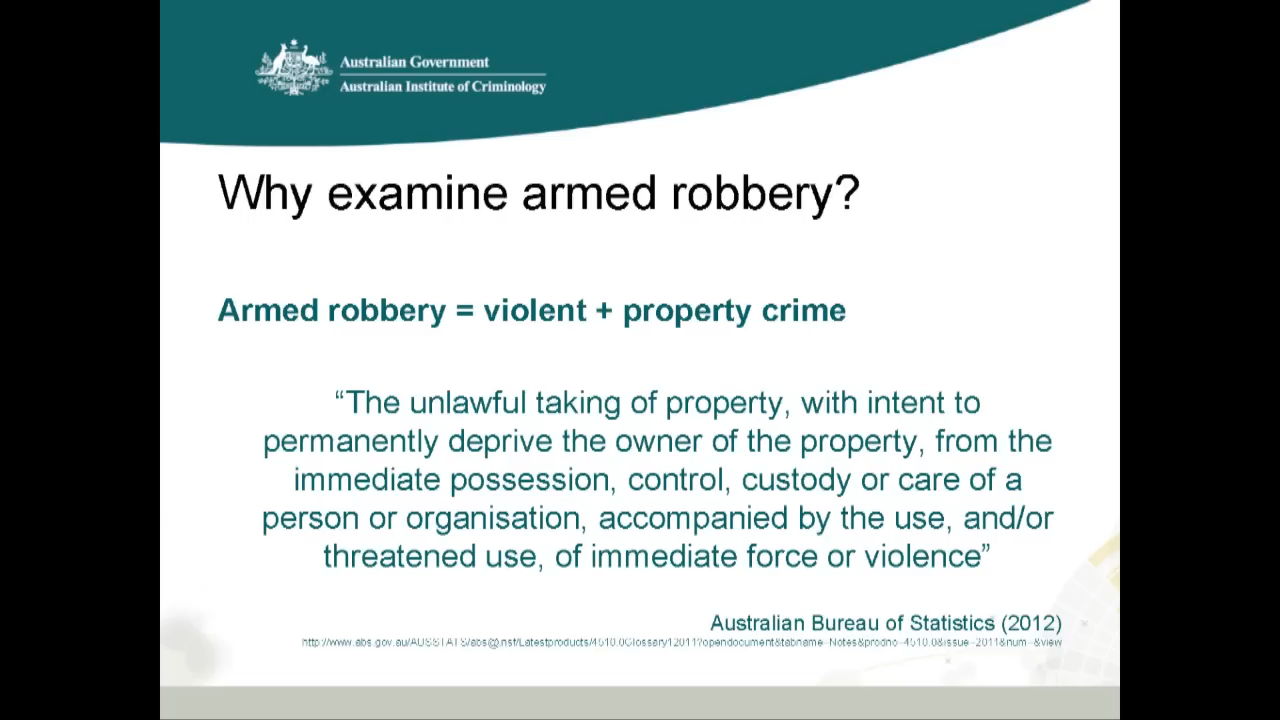 Australian Government
Australian Institute of Criminology
Why examine armed robbery?
Armed robbery = violent + property crime
“The unlawful taking of property, with intent to
permanently deprive the owner of the property, from the
immediate possession, control, custody or care of a
person or organisation, accompanied by the use, and/or
threatened use, of immediate force or violence”
Australian Bureau of Statistics (2012)